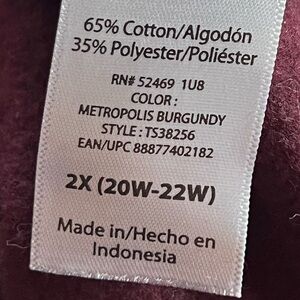 65% Cotton/Algodón
35% Polyester/Poliéster
RN# 52469 1U8
COLOR :
METROPOLIS BURGUNDY
STYLE : TS38256
EAN/UPC 88877402182
2X (20W-22W)
Made in/Hecho en
Indonesia